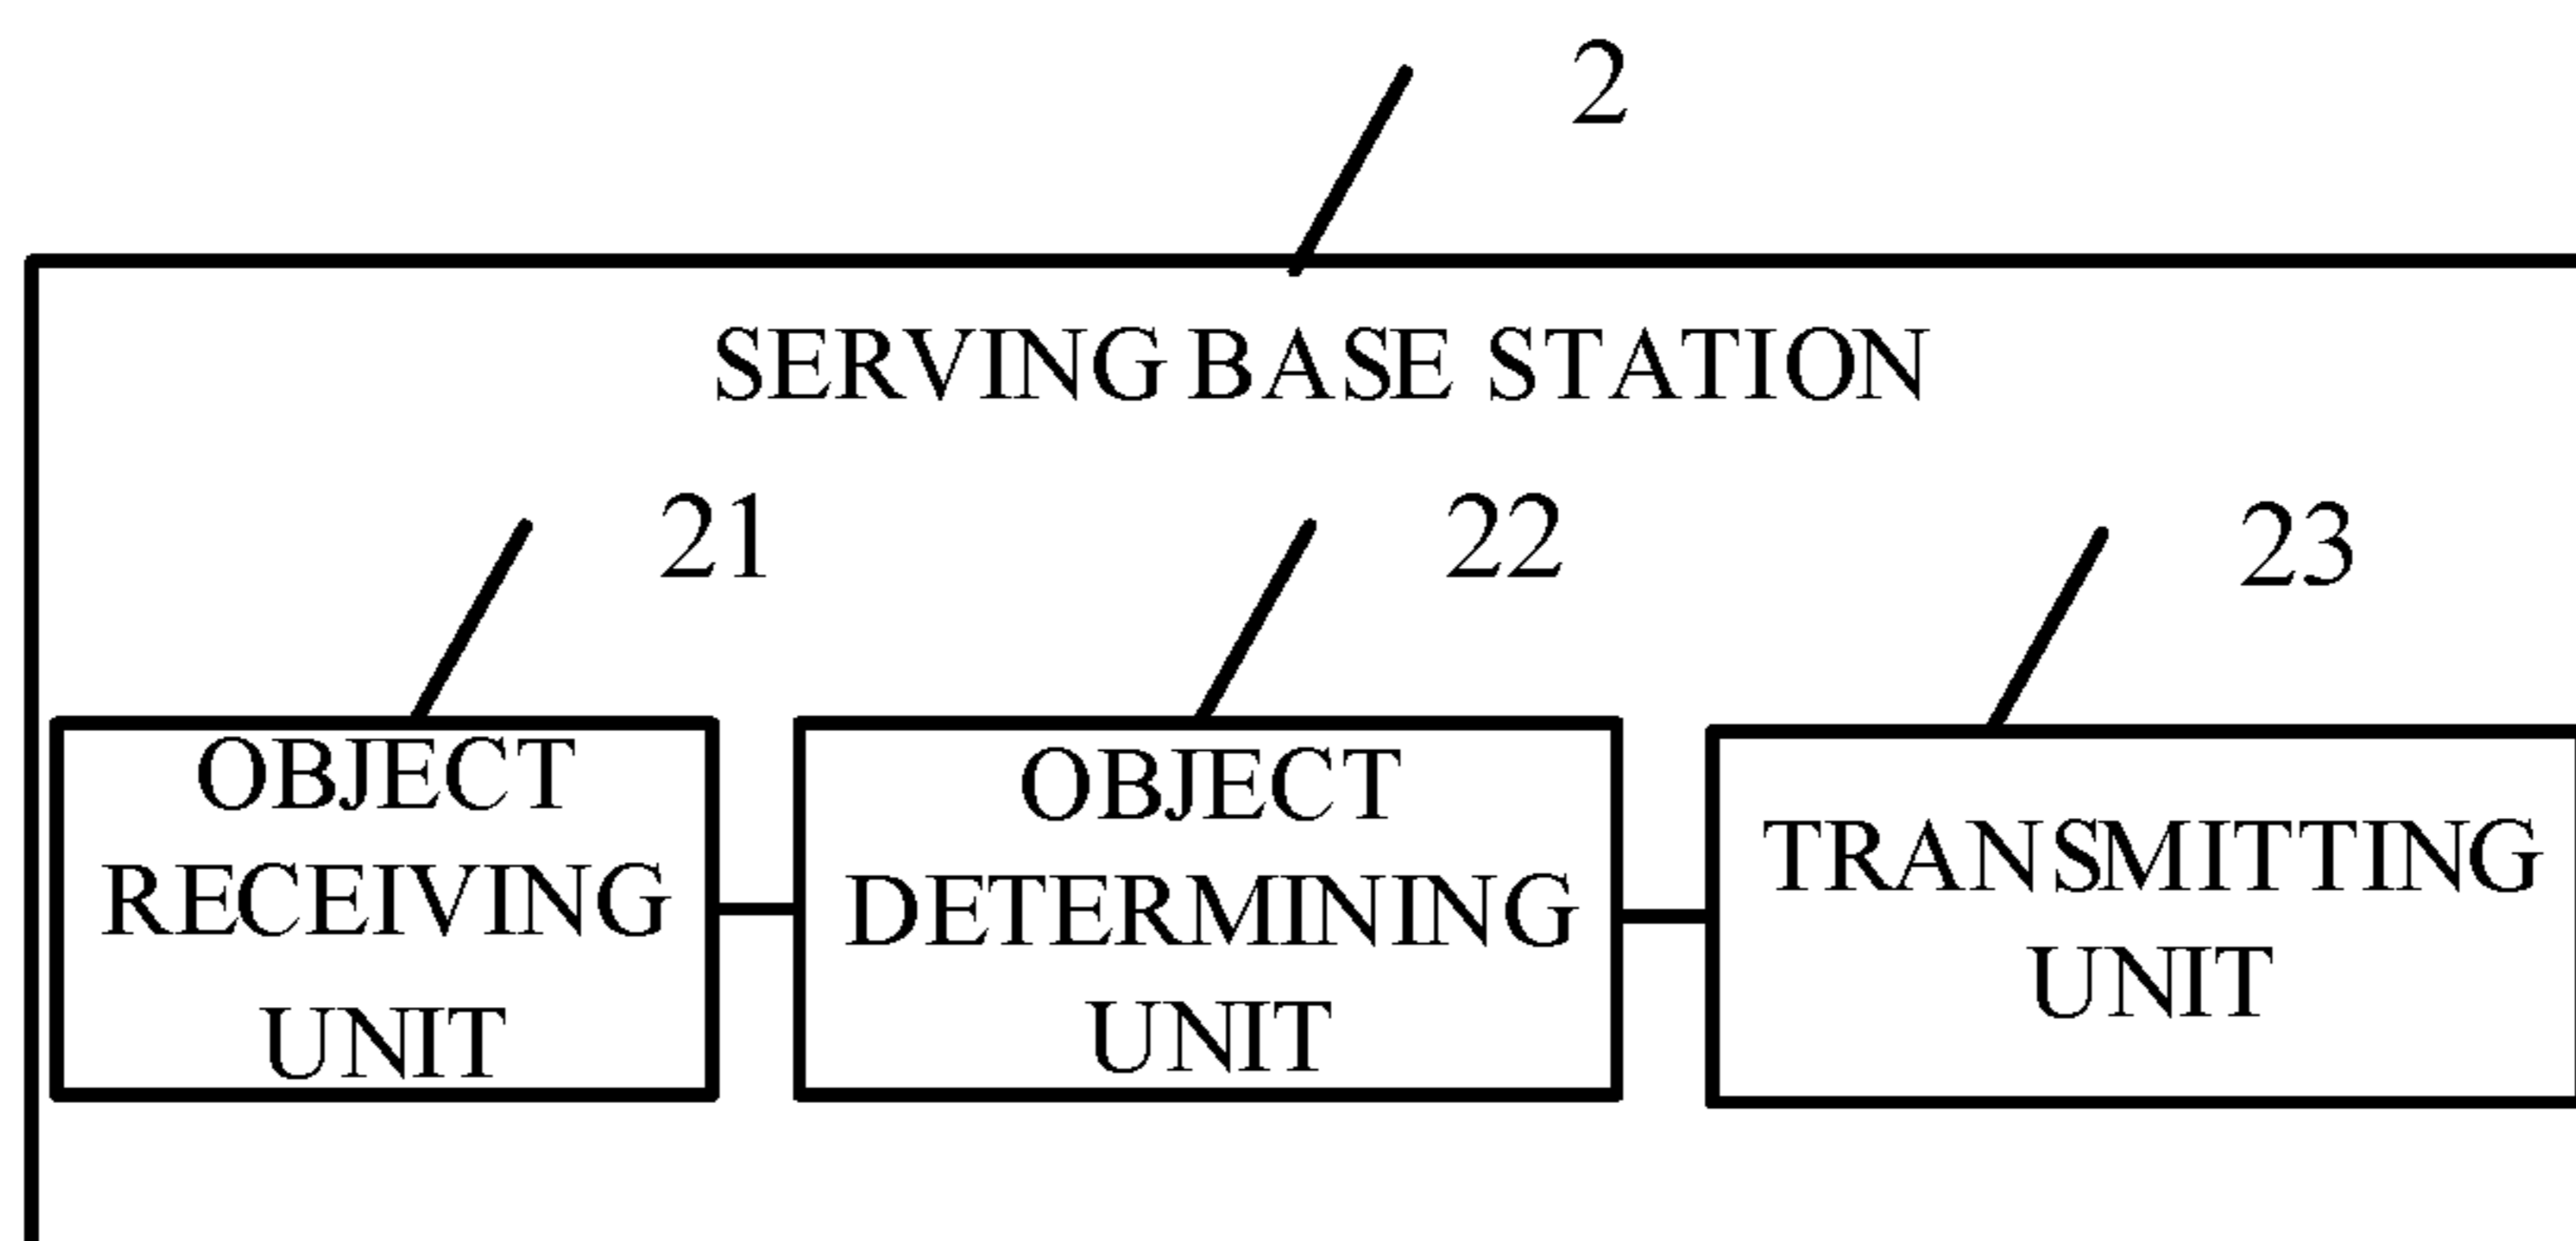 2
SERVING BASE STATION
21
22
23
OBJECT
RECEIVING
UNIT
OBJECT
DETERMINING
UNIT
TRANSMITTING
UNIT